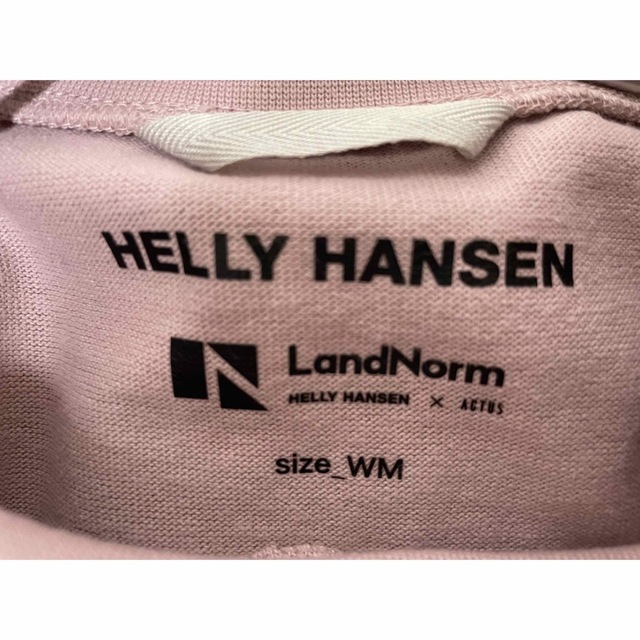 HELLY HANSEN
LandNorm
HELLY HANSEN × ACTUS
size_WM